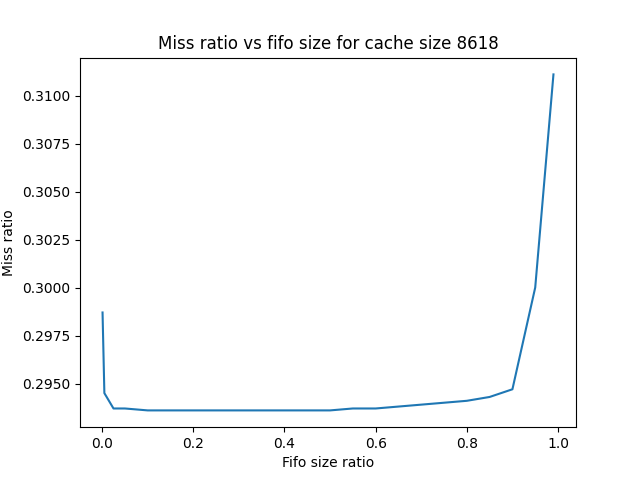 Miss ratio vs fifo size for cache size 8618
0.3100
0.3075
0.3050
0.3025
0.3000
0.2975
0.2950
Miss ratio
0.0 0.2 0.4 0.6 0.8 1.0
Fifo size ratio